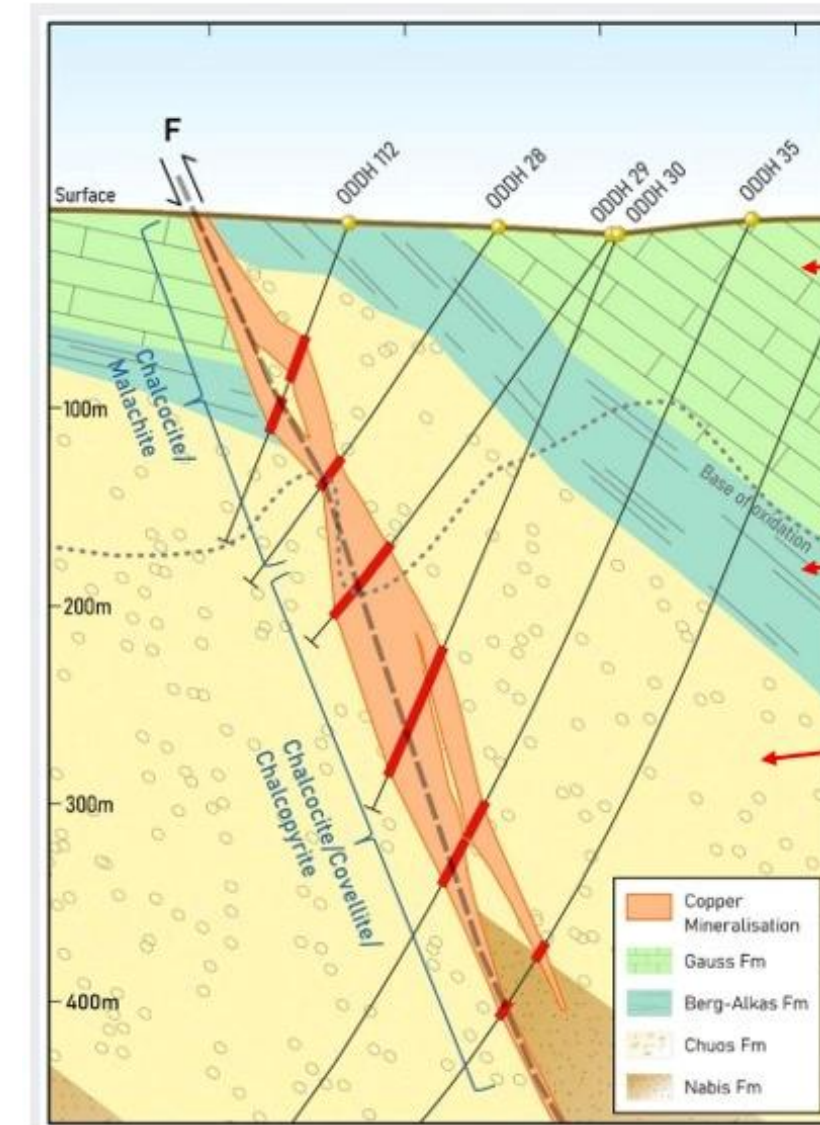 F
Surface
ODDH 112
ODDH 28
ODDH 29
ODDH 30
ODDH 35
Chalcocite/
Malachite
100m
Base of oxidation
200m
Chalcocite/Covellite/
Chalcopyrite
300m
400m
Copper
Mineralisation
Gauss Fm
Berg-Alkas Fm
Chuos Fm
Nabis Fm